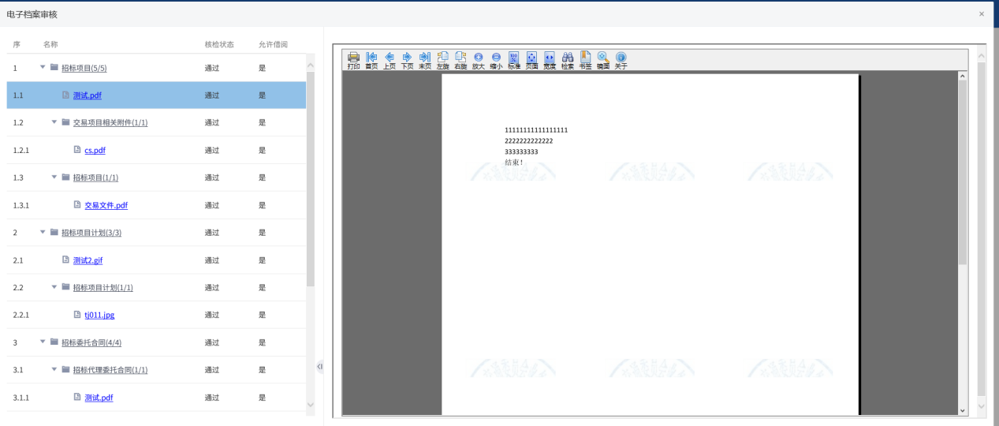 电子档案审核 ×
序 名称 核检状态 允许借阅
1 招标项目(5/5) 通过 是
1.1 测试.pdf 通过 是
1.2 交易项目相关附件(1/1) 通过 是
1.2.1 cs.pdf 通过 是
1.3 招标项目(1/1) 通过 是
1.3.1 交易文件.pdf 通过 是
2 招标项目计划(3/3) 通过 是
2.1 测试2.gif 通过 是
2.2 招标项目计划(1/1) 通过 是
2.2.1 tj011.jpg 通过 是
3 招标委托合同(4/4) 通过 是
3.1 招标代理委托合同(1/1) 通过 是
3.1.1 测试.pdf 通过 是
打印 首页 上页 下页 末页 左旋 右旋 放大 缩小 标准 页面 宽度 检索 书签 镜面 关于
11111111111111111
2222222222222
333333333
结束!